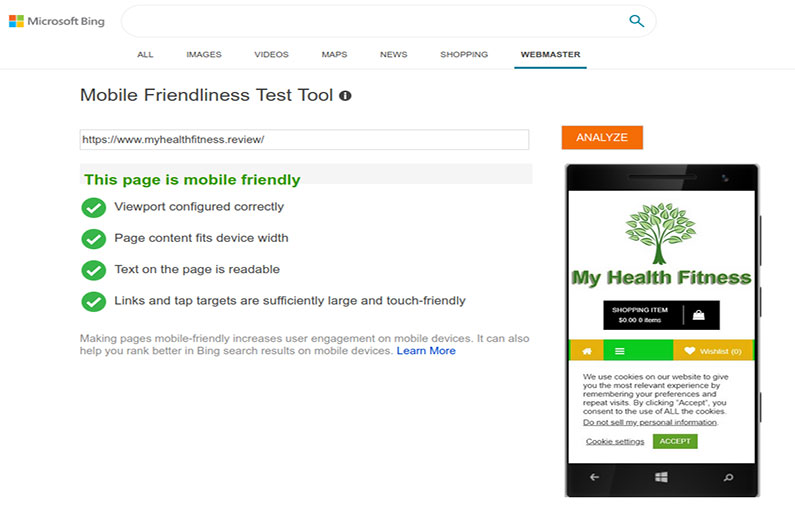 Microsoft Bing
ALL IMAGES VIDEOS MAPS NEWS SHOPPING WEBMASTER
Mobile Friendliness Test Tool
https://www.myhealthfitness.review/
ANALYZE
This page is mobile friendly
Viewport configured correctly
Page content fits device width
Text on the page is readable
Links and tap targets are sufficiently large and touch-friendly
Making pages mobile-friendly increases user engagement on mobile devices. It can also
help you rank better in Bing search results on mobile devices. Learn More
My Health Fitness
SHOPPING ITEM
$0.00 0 items
Wishlist (0)
We use cookies on our website to give
you the most relevant experience by
remembering your preferences and
repeat visits. By clicking "Accept", you
consent to the use of ALL the cookies.
Do not sell my personal information.
Cookie settings ACCEPT